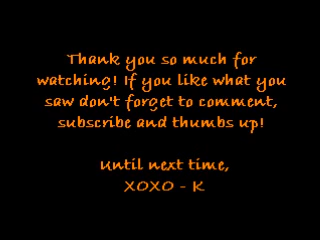 Thank you so much for
watching! If you like what you
saw don't forget to comment,
subscribe and thumbs up!
Until next time,
XOXO - K